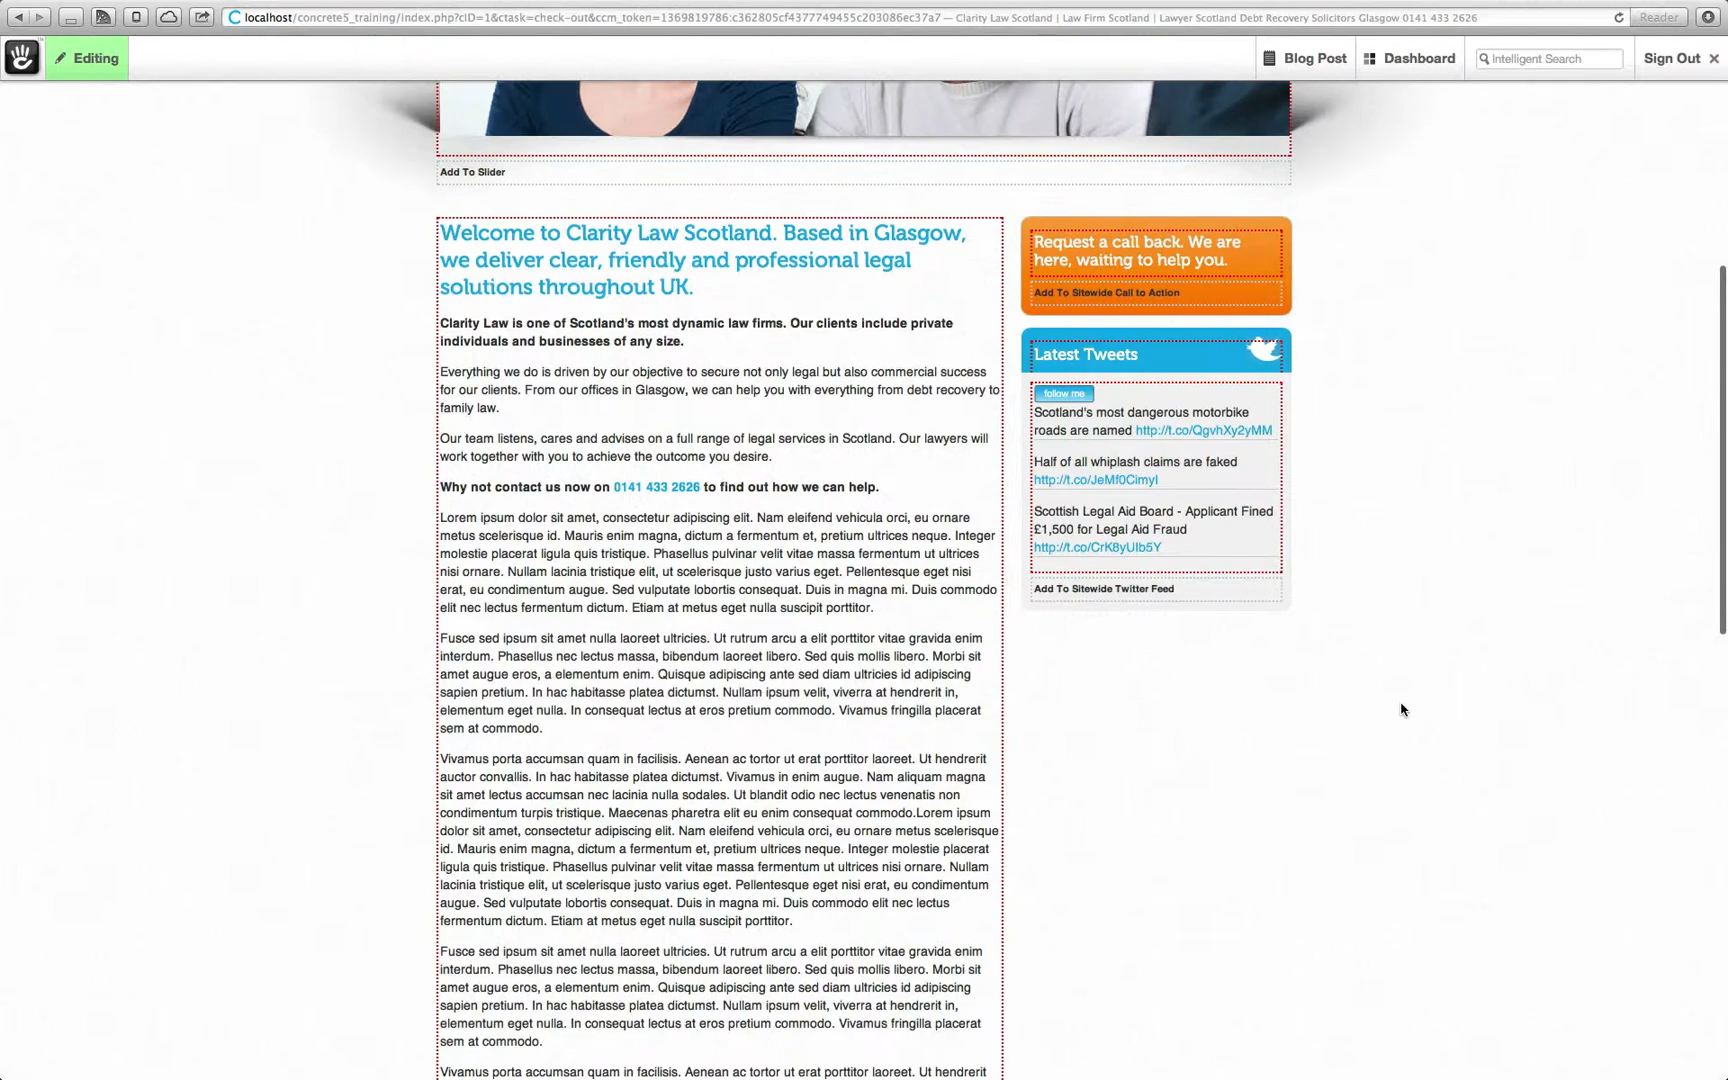 localhost/concrete5_training/index.php?cID=1&ctask=check-out&ccm_token=1369819786:c362805cf4377749455c203086ec37a7 — Clarity Law Scotland | Law Firm Scotland | Lawyer Scotland Debt Recovery Solicitors Glasgow 0141 433 2626
Reader
Editing
Blog Post
Dashboard
Intelligent Search
Sign Out
Add To Slider
Welcome to Clarity Law Scotland. Based in Glasgow,
we deliver clear, friendly and professional legal
solutions throughout UK.
Clarity Law is one of Scotland's most dynamic law firms. Our clients include private
individuals and businesses of any size.
Everything we do is driven by our objective to secure not only legal but also commercial success
for our clients. From our offices in Glasgow, we can help you with everything from debt recovery to
family law.
Our team listens, cares and advises on a full range of legal services in Scotland. Our lawyers will
work together with you to achieve the outcome you desire.
Why not contact us now on 0141 433 2626 to find out how we can help.
Lorem ipsum dolor sit amet, consectetur adipiscing elit. Nam eleifend vehicula orci, eu ornare
metus scelerisque id. Mauris enim magna, dictum a fermentum et, pretium ultrices neque. Integer
molestie placerat ligula quis tristique. Phasellus pulvinar velit vitae massa fermentum ut ultrices
nisi ornare. Nullam lacinia tristique elit, ut scelerisque justo varius eget. Pellentesque eget nisi
erat, eu condimentum augue. Sed vulputate lobortis consequat. Duis in magna mi. Duis commodo
elit nec lectus fermentum dictum. Etiam at metus eget nulla suscipit porttitor.
Fusce sed ipsum sit amet nulla laoreet ultricies. Ut rutrum arcu a elit porttitor vitae gravida enim
interdum. Phasellus nec lectus massa, bibendum laoreet libero. Sed quis mollis libero. Morbi sit
amet augue eros, a elementum enim. Quisque adipiscing ante sed diam ultricies id adipiscing
sapien pretium. In hac habitasse platea dictumst. Nullam ipsum velit, viverra at hendrerit in,
elementum eget nulla. In consequat lectus at eros pretium commodo. Vivamus fringilla placerat
sem at commodo.
Vivamus porta accumsan quam in facilisis. Aenean ac tortor ut erat porttitor laoreet. Ut hendrerit
auctor convallis. In hac habitasse platea dictumst. Vivamus in enim augue. Nam aliquam magna
sit amet lectus accumsan nec lacinia nulla sodales. Ut blandit odio nec lectus venenatis non
condimentum turpis tristique. Maecenas pharetra elit eu enim consequat commodo.Lorem ipsum
dolor sit amet, consectetur adipiscing elit. Nam eleifend vehicula orci, eu ornare metus scelerisque
id. Mauris enim magna, dictum a fermentum et, pretium ultrices neque. Integer molestie placerat
ligula quis tristique. Phasellus pulvinar velit vitae massa fermentum ut ultrices nisi ornare. Nullam
lacinia tristique elit, ut scelerisque justo varius eget. Pellentesque eget nisi erat, eu condimentum
augue. Sed vulputate lobortis consequat. Duis in magna mi. Duis commodo elit nec lectus
fermentum dictum. Etiam at metus eget nulla suscipit porttitor.
Fusce sed ipsum sit amet nulla laoreet ultricies. Ut rutrum arcu a elit porttitor vitae gravida enim
interdum. Phasellus nec lectus massa, bibendum laoreet libero. Sed quis mollis libero. Morbi sit
amet augue eros, a elementum enim. Quisque adipiscing ante sed diam ultricies id adipiscing
sapien pretium. In hac habitasse platea dictumst. Nullam ipsum velit, viverra at hendrerit in,
elementum eget nulla. In consequat lectus at eros pretium commodo. Vivamus fringilla placerat
sem at commodo.
Vivamus porta accumsan quam in facilisis. Aenean ac tortor ut erat porttitor laoreet. Ut hendrerit
Request a call back. We are
here, waiting to help you.
Add To Sitewide Call to Action
Latest Tweets
follow me
Scotland's most dangerous motorbike
roads are named http://t.co/QgvhXy2yMM
Half of all whiplash claims are faked
http://t.co/JeMf0CimyI
Scottish Legal Aid Board - Applicant Fined
£1,500 for Legal Aid Fraud
http://t.co/CrK8yUIb5Y
Add To Sitewide Twitter Feed